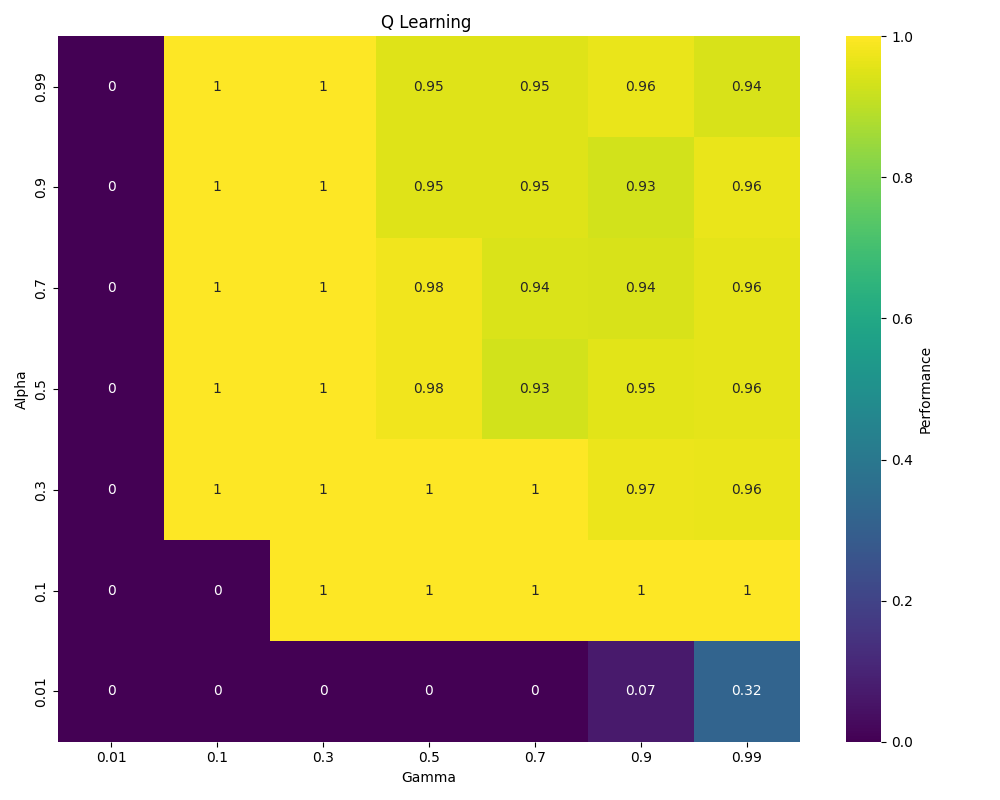 Q Learning
0.99 0 1 1 0.95 0.95 0.96 0.94
0.9 0 1 1 0.95 0.95 0.93 0.96
0.7 0 1 1 0.98 0.94 0.94 0.96
0.5 0 1 1 0.98 0.93 0.95 0.96
0.3 0 1 1 1 1 0.97 0.96
0.1 0 0 1 1 1 1 1
0.01 0 0 0 0 0 0.07 0.32
0.01 0.1 0.3 0.5 0.7 0.9 0.99
Gamma
Alpha
1.0
0.8
0.6
0.4
0.2
0.0
Performance